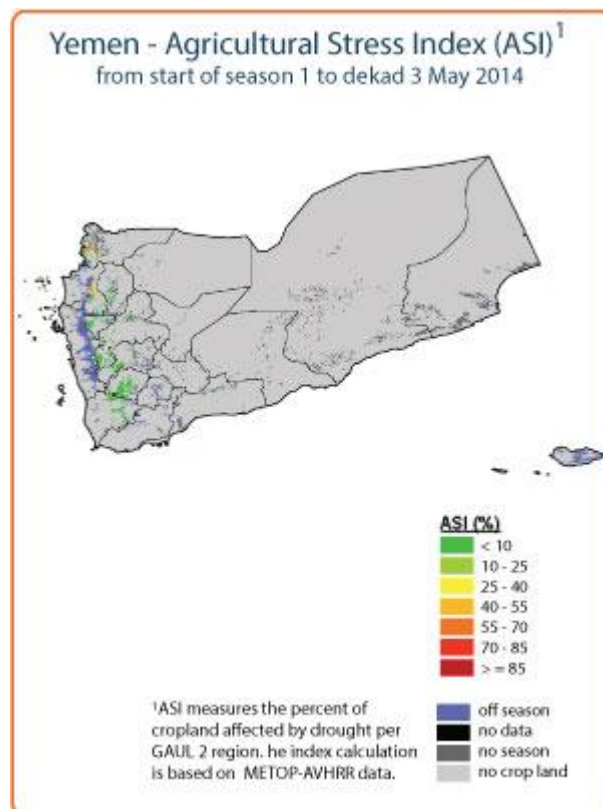 Yemen - Agricultural Stress Index (ASI)¹
from start of season 1 to dekad 3 May 2014
ASI (%)
< 10
10 - 25
25 - 40
40 - 55
55 - 70
70 - 85
> = 85
¹ASI measures the percent of
cropland affected by drought per
GAUL 2 region. he index calculation
is based on METOP-AVHRR data.
off season
no data
no season
no crop land